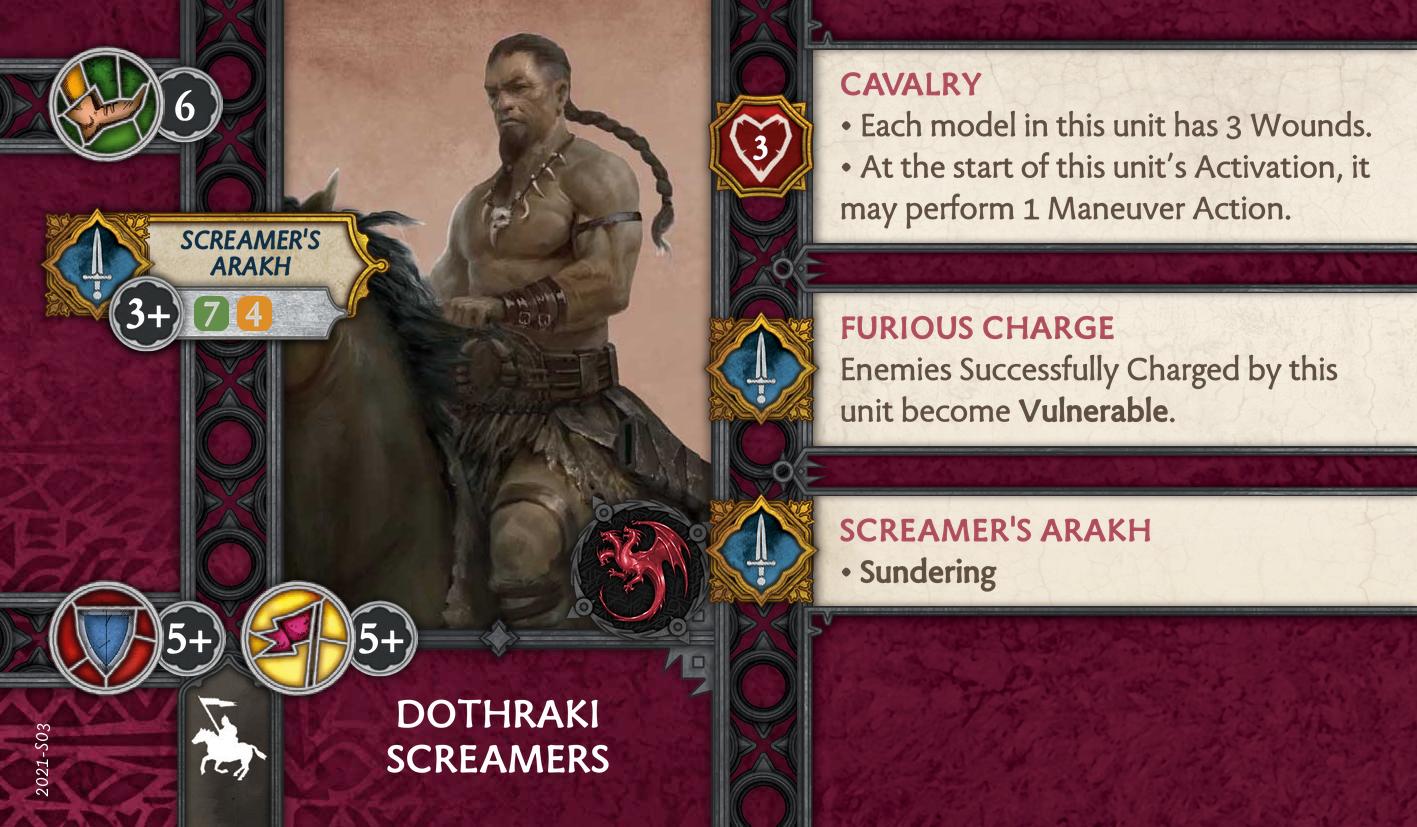 6
SCREAMER'S
ARAKH
3+ 7 4
5+ 5+
DOTHRAKI
SCREAMERS
2021-S03
3
CAVALRY
• Each model in this unit has 3 Wounds.
• At the start of this unit’s Activation, it
may perform 1 Maneuver Action.
FURIOUS CHARGE
Enemies Successfully Charged by this
unit become Vulnerable.
SCREAMER'S ARAKH
• Sundering